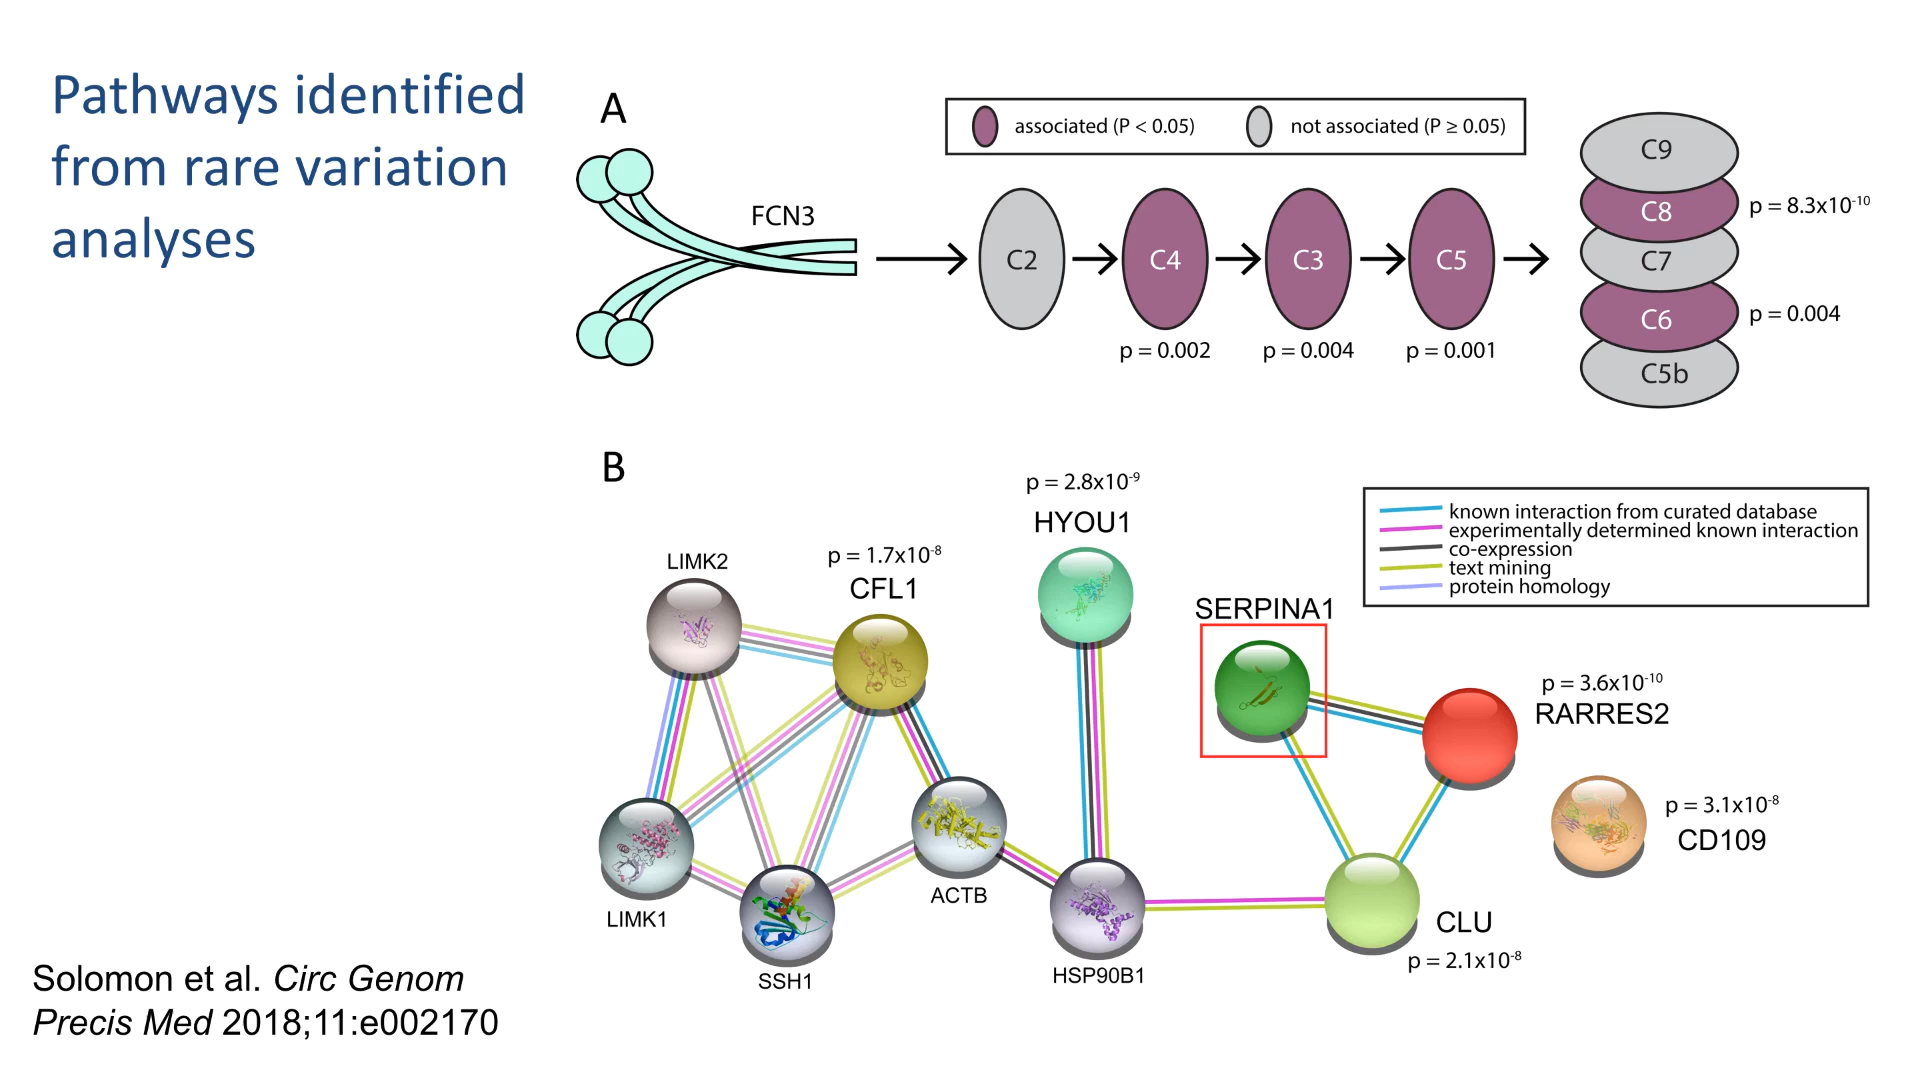 Pathways identified
from rare variation
analyses
A
associated (P < 0.05)
not associated (P ≥ 0.05)
FCN3
C2
C4
C3
C5
p = 0.002
p = 0.004
p = 0.001
C9
C8
C7
C6
C5b
p = 8.3x10-10
p = 0.004
B
p = 2.8x10-9
HYOU1
known interaction from curated database
experimentally determined known interaction
co-expression
text mining
protein homology
LIMK2
p = 1.7x10-8
CFL1
SERPINA1
p = 3.6x10-10
RARRES2
p = 3.1x10-8
CD109
LIMK1
SSH1
ACTB
HSP90B1
CLU
p = 2.1x10-8
Solomon et al. Circ Genom
Precis Med 2018;11:e002170